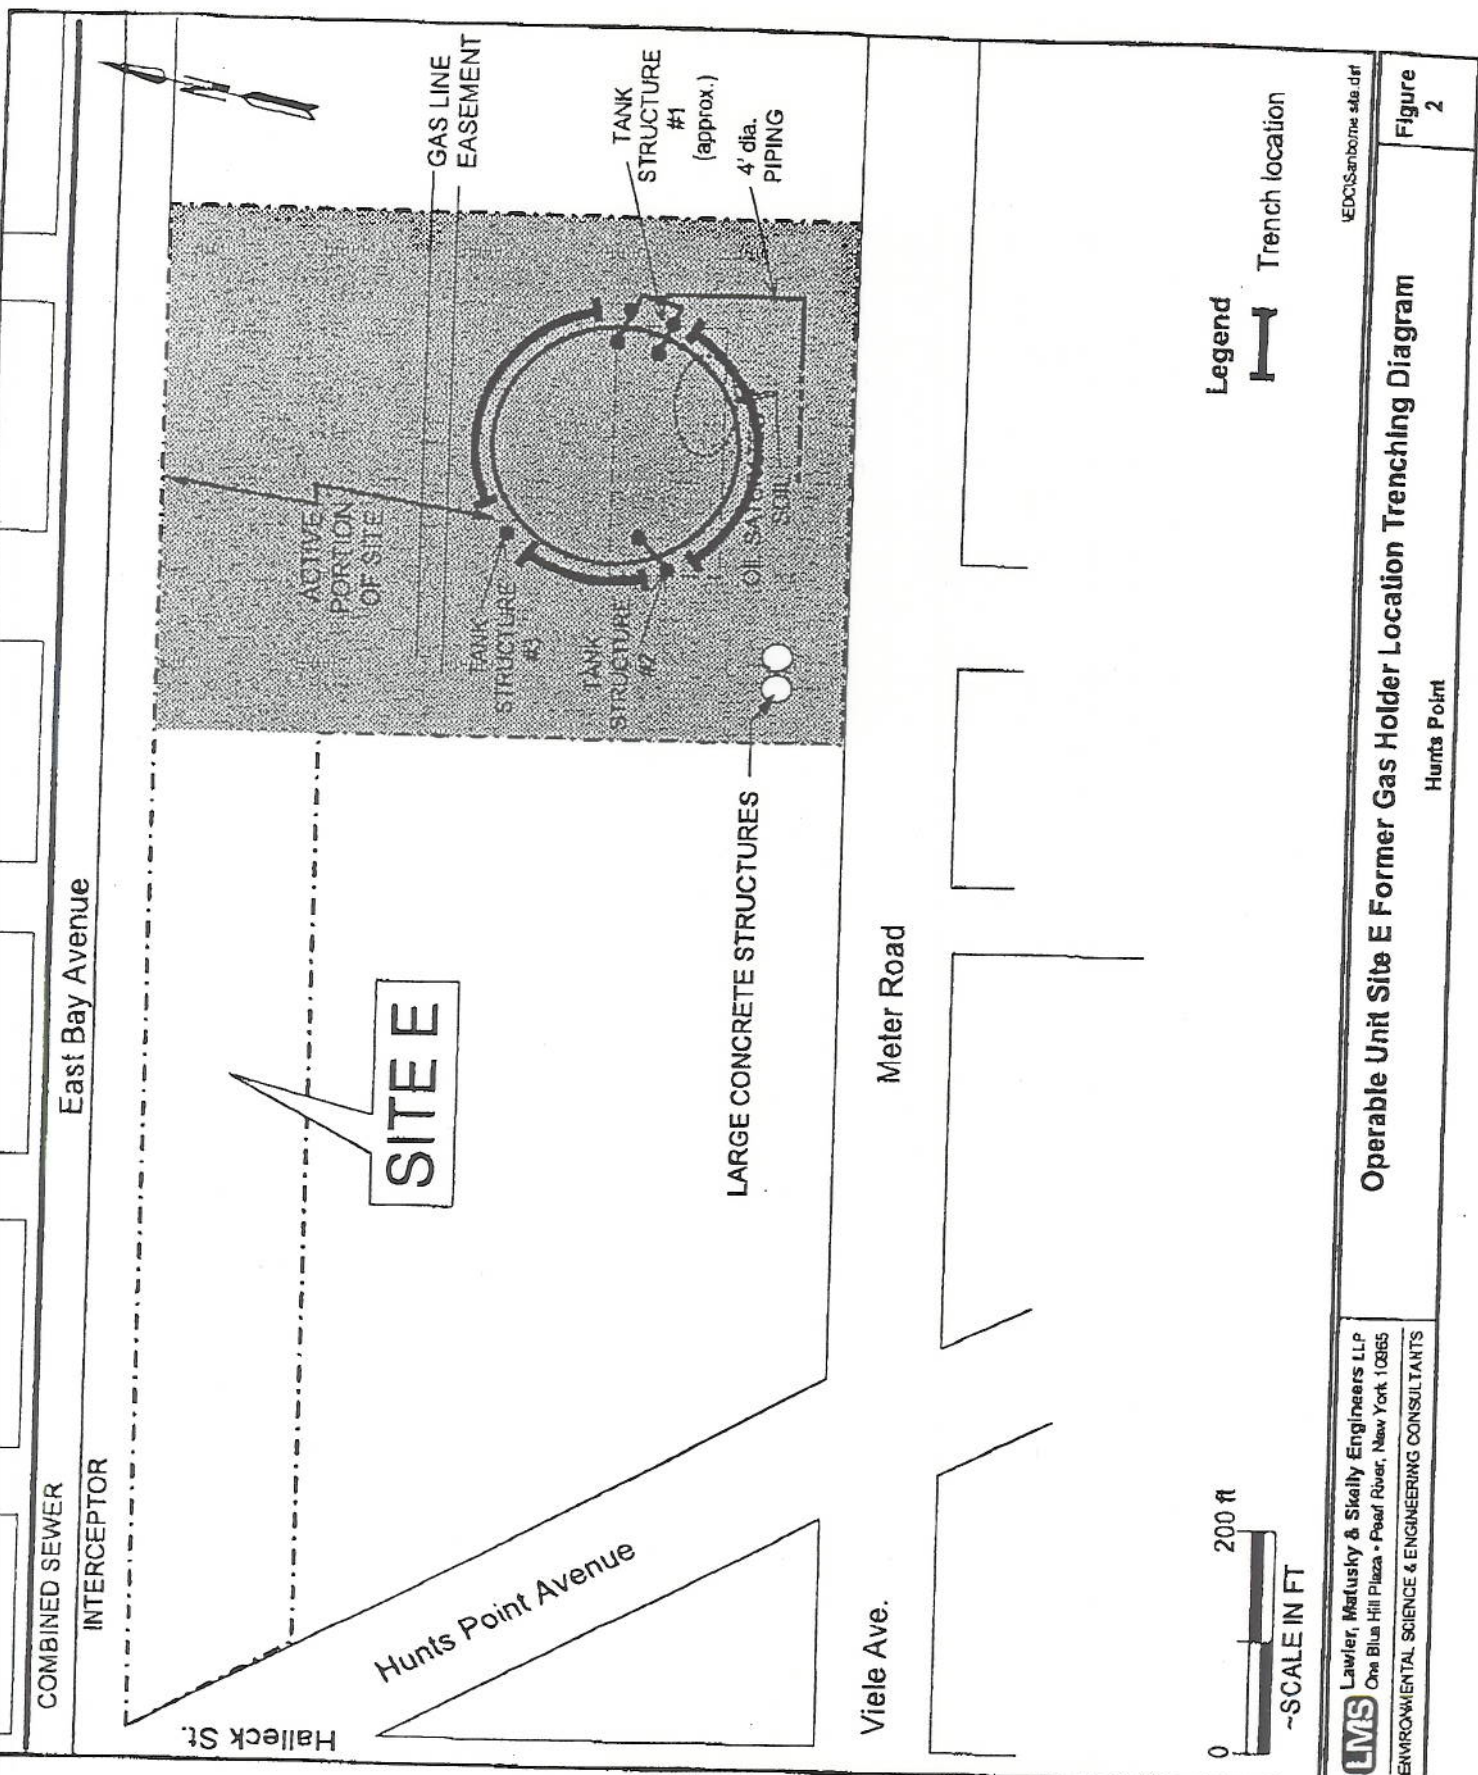 COMBINED SEWER
INTERCEPTOR
East Bay Avenue
Halleck St.
Hunts Point Avenue
SITE E
ACTIVE
PORTION
OF SITE
GAS LINE
EASEMENT
TANK
STRUCTURE
#1
(approx.)
4' dia.
PIPING
TANK
STRUCTURE
#3
TANK
STRUCTURE
#2
OIL
SOIL
LARGE CONCRETE STRUCTURES
Viele Ave.
Meter Road
Legend
Trench location
0 200 ft
~SCALE IN FT
LMS
Lawler, Matusky & Skelly Engineers LLP
One Blue Hill Plaza • Pearl River, New York 10965
ENVIRONMENTAL SCIENCE & ENGINEERING CONSULTANTS
Operable Unit Site E Former Gas Holder Location Trenching Diagram
Hunts Point
Figure
2